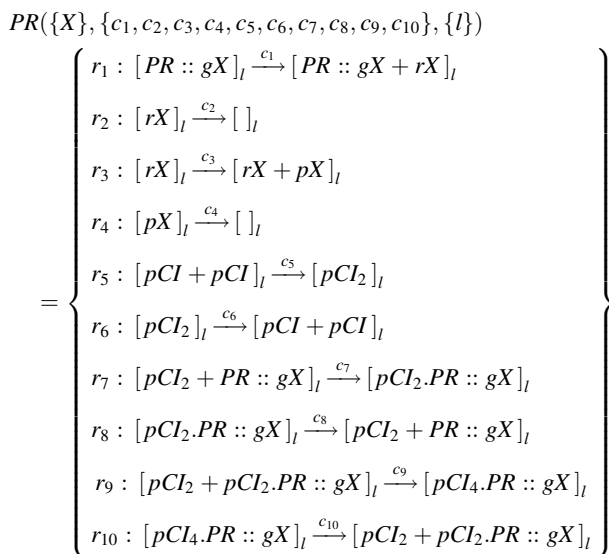 PR({X}, {c₁, c₂, c₃, c₄, c₅, c₆, c₇, c₈, c₉, c₁₀}, {l})
r₁ : [PR :: gX]ₗ —c₁→ [PR :: gX + rX]ₗ
r₂ : [rX]ₗ —c₂→ [ ]ₗ
r₃ : [rX]ₗ —c₃→ [rX + pX]ₗ
r₄ : [pX]ₗ —c₄→ [ ]ₗ
r₅ : [pCI + pCI]ₗ —c₅→ [pCI₂]ₗ
= r₆ : [pCI₂]ₗ —c₆→ [pCI + pCI]ₗ
r₇ : [pCI₂ + PR :: gX]ₗ —c₇→ [pCI₂.PR :: gX]ₗ
r₈ : [pCI₂.PR :: gX]ₗ —c₈→ [pCI₂ + PR :: gX]ₗ
r₉ : [pCI₂ + pCI₂.PR :: gX]ₗ —c₉→ [pCI₄.PR :: gX]ₗ
r₁₀ : [pCI₄.PR :: gX]ₗ —c₁₀→ [pCI₂ + pCI₂.PR :: gX]ₗ